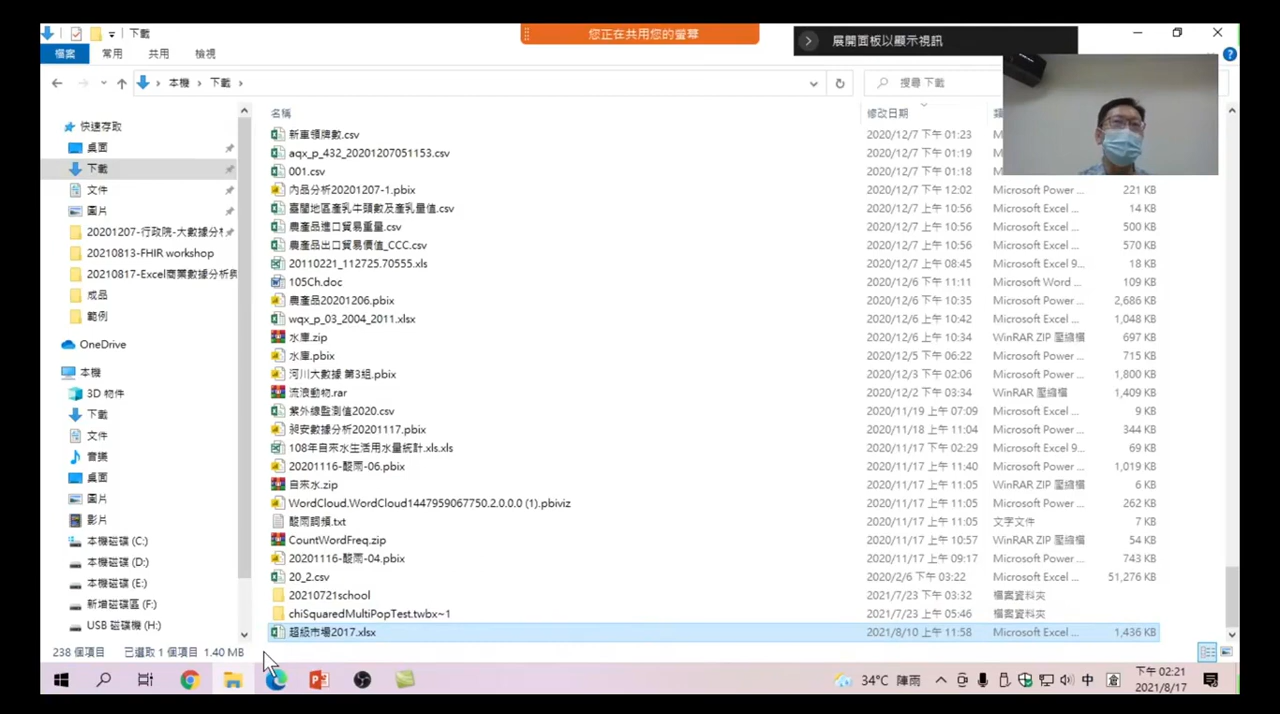 下載
您正在共用您的螢幕
展開面板以顯示視訊
檔案 常用 共用 檢視
本機 下載
搜尋 下載
名稱 修改日期
快速存取
桌面
下載
文件
圖片
20201207-行政院-大數據分析
20210813-FHIR workshop
20210817-Excel商業數據分析與
成品
範例
OneDrive
本機
3D 物件
下載
文件
音樂
桌面
圖片
影片
本機磁碟 (C:)
本機磁碟 (D:)
本機磁碟 (E:)
新增磁碟區 (F:)
USB 磁碟機 (H:)
新車領牌數.csv 2020/12/7 下午 01:23
aqx_p_432_20201207051153.csv 2020/12/7 下午 01:19
001.csv 2020/12/7 下午 01:18
內品分析20201207-1.pbix 2020/12/7 下午 12:02 Microsoft Power ... 221 KB
臺閩地區產乳牛頭數及產乳量值.csv 2020/12/7 上午 10:56 Microsoft Excel ... 14 KB
農產品進口貿易重量.csv 2020/12/7 上午 10:56 Microsoft Excel ... 500 KB
農產品出口貿易價值_CCC.csv 2020/12/7 上午 10:56 Microsoft Excel ... 570 KB
20110221_112725.70555.xls 2020/12/7 上午 08:45 Microsoft Excel 9... 18 KB
105Ch.doc 2020/12/6 下午 11:11 Microsoft Word ... 109 KB
農產品20201206.pbix 2020/12/6 下午 10:35 Microsoft Power ... 2,686 KB
wqx_p_03_2004_2011.xlsx 2020/12/6 下午 10:42 Microsoft Excel ... 1,048 KB
水庫.zip 2020/12/6 下午 10:34 WinRAR ZIP 壓縮檔 697 KB
水庫.pbix 2020/12/5 下午 06:22 Microsoft Power ... 715 KB
河川大數據 第3組.pbix 2020/12/3 下午 02:06 Microsoft Power ... 1,800 KB
流浪動物.rar 2020/12/2 下午 03:34 WinRAR 壓縮檔 1,409 KB
紫外線監測值2020.csv 2020/11/19 上午 07:09 Microsoft Excel ... 9 KB
昶安數據分析20201117.pbix 2020/11/18 上午 11:04 Microsoft Power ... 344 KB
108年自來水生活用水量統計.xls.xls 2020/11/17 下午 02:29 Microsoft Excel 9... 69 KB
20201116-酸雨-06.pbix 2020/11/17 上午 11:40 Microsoft Power ... 1,019 KB
自來水.zip 2020/11/17 上午 11:05 WinRAR ZIP 壓縮檔 6 KB
WordCloud.WordCloud1447959067750.2.0.0.0 (1).pbiviz 2020/11/17 上午 11:05 Microsoft Power ... 262 KB
酸雨詞頻.txt 2020/11/17 上午 11:05 文字文件 7 KB
CountWordFreq.zip 2020/11/17 上午 10:57 WinRAR ZIP 壓縮檔 54 KB
20201116-酸雨-04.pbix 2020/11/17 上午 09:17 Microsoft Power ... 743 KB
20_2.csv 2020/2/6 下午 03:22 Microsoft Excel ... 51,276 KB
20210721school 2021/7/23 下午 03:32 檔案資料夾
chiSquaredMultiPopTest.twbx~1 2021/7/23 上午 05:46 檔案資料夾
超級市場2017.xlsx 2021/8/10 上午 11:58 Microsoft Excel ... 1,436 KB
238 個項目 已選取 1 個項目 1.40 MB
34°C 陣雨 中 倉 下午 02:21
2021/8/17